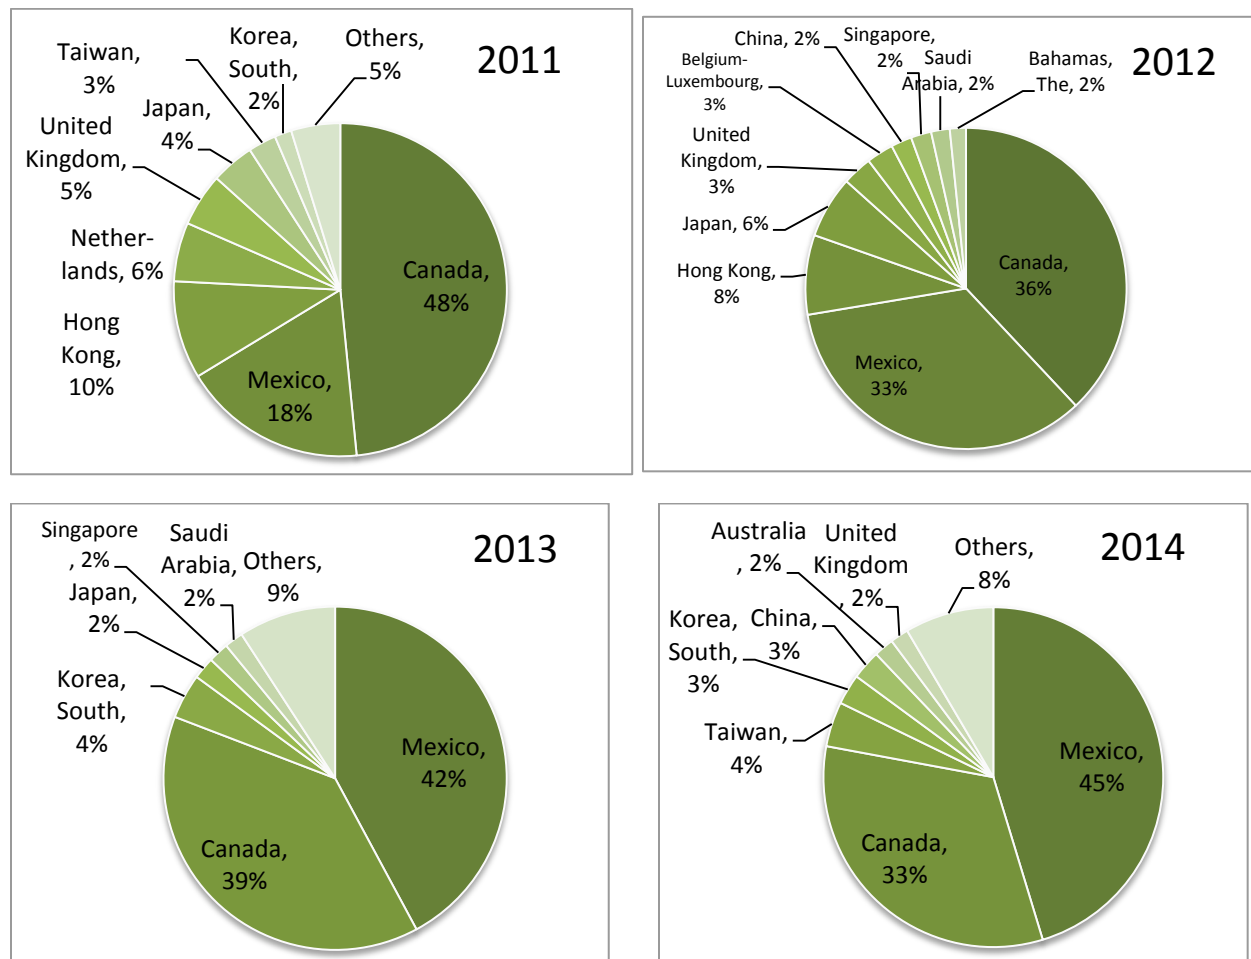 2011
Taiwan,
3%
Korea,
South,
2%
Others,
5%
Japan,
4%
United
Kingdom,
5%
Nether-
lands, 6%
Hong
Kong,
10%
Mexico,
18%
Canada,
48%
2012
China, 2%
Singapore,
2%
Saudi
Arabia, 2%
Bahamas,
The, 2%
Belgium-
Luxembourg,
3%
United
Kingdom,
3%
Japan, 6%
Hong Kong,
8%
Mexico,
33%
Canada,
36%
2013
Singapore
, 2%
Saudi
Arabia,
2%
Others,
9%
Japan,
2%
Korea,
South,
4%
Canada,
39%
Mexico,
42%
2014
Australia
, 2%
United
Kingdom
, 2%
Others,
8%
Korea,
South,
3%
China,
3%
Taiwan,
4%
Canada,
33%
Mexico,
45%